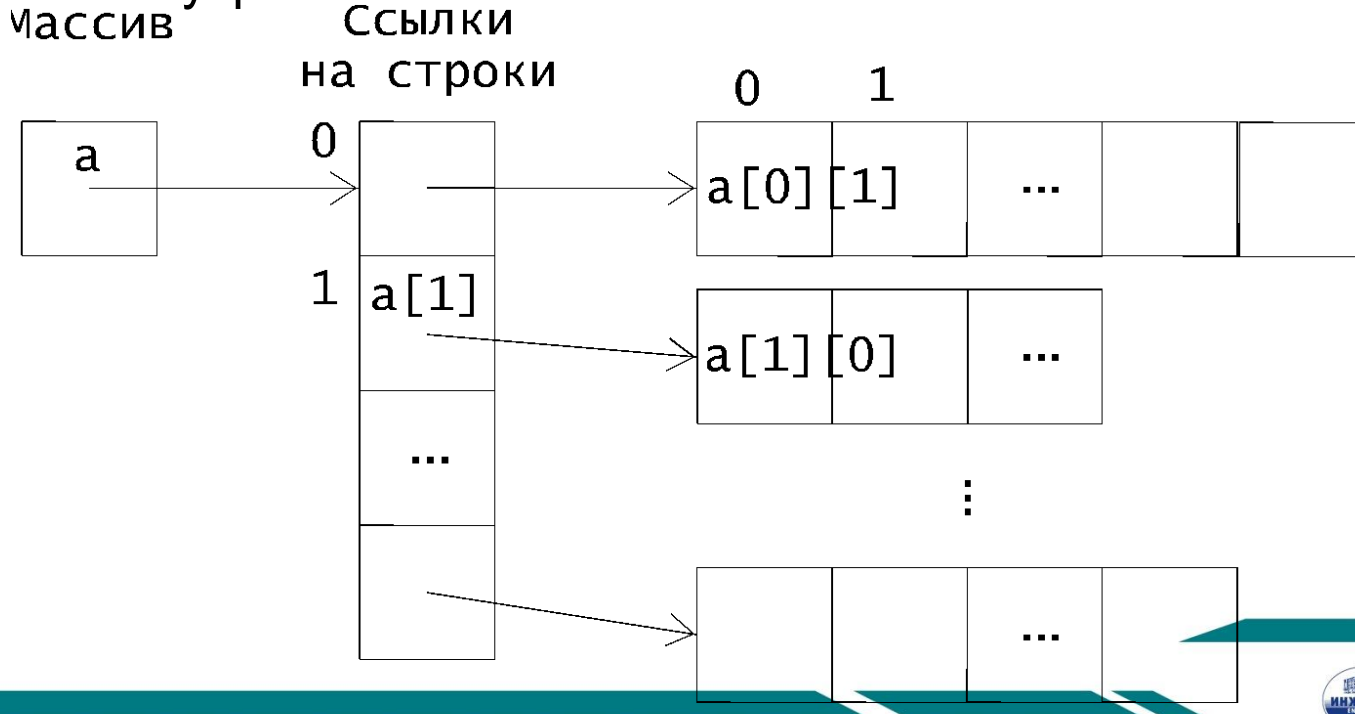 Массив
Ссылки
на строки
0 1
a
0
a[0][1] ...
1
a[1]
a[1][0] ...
...
...
...